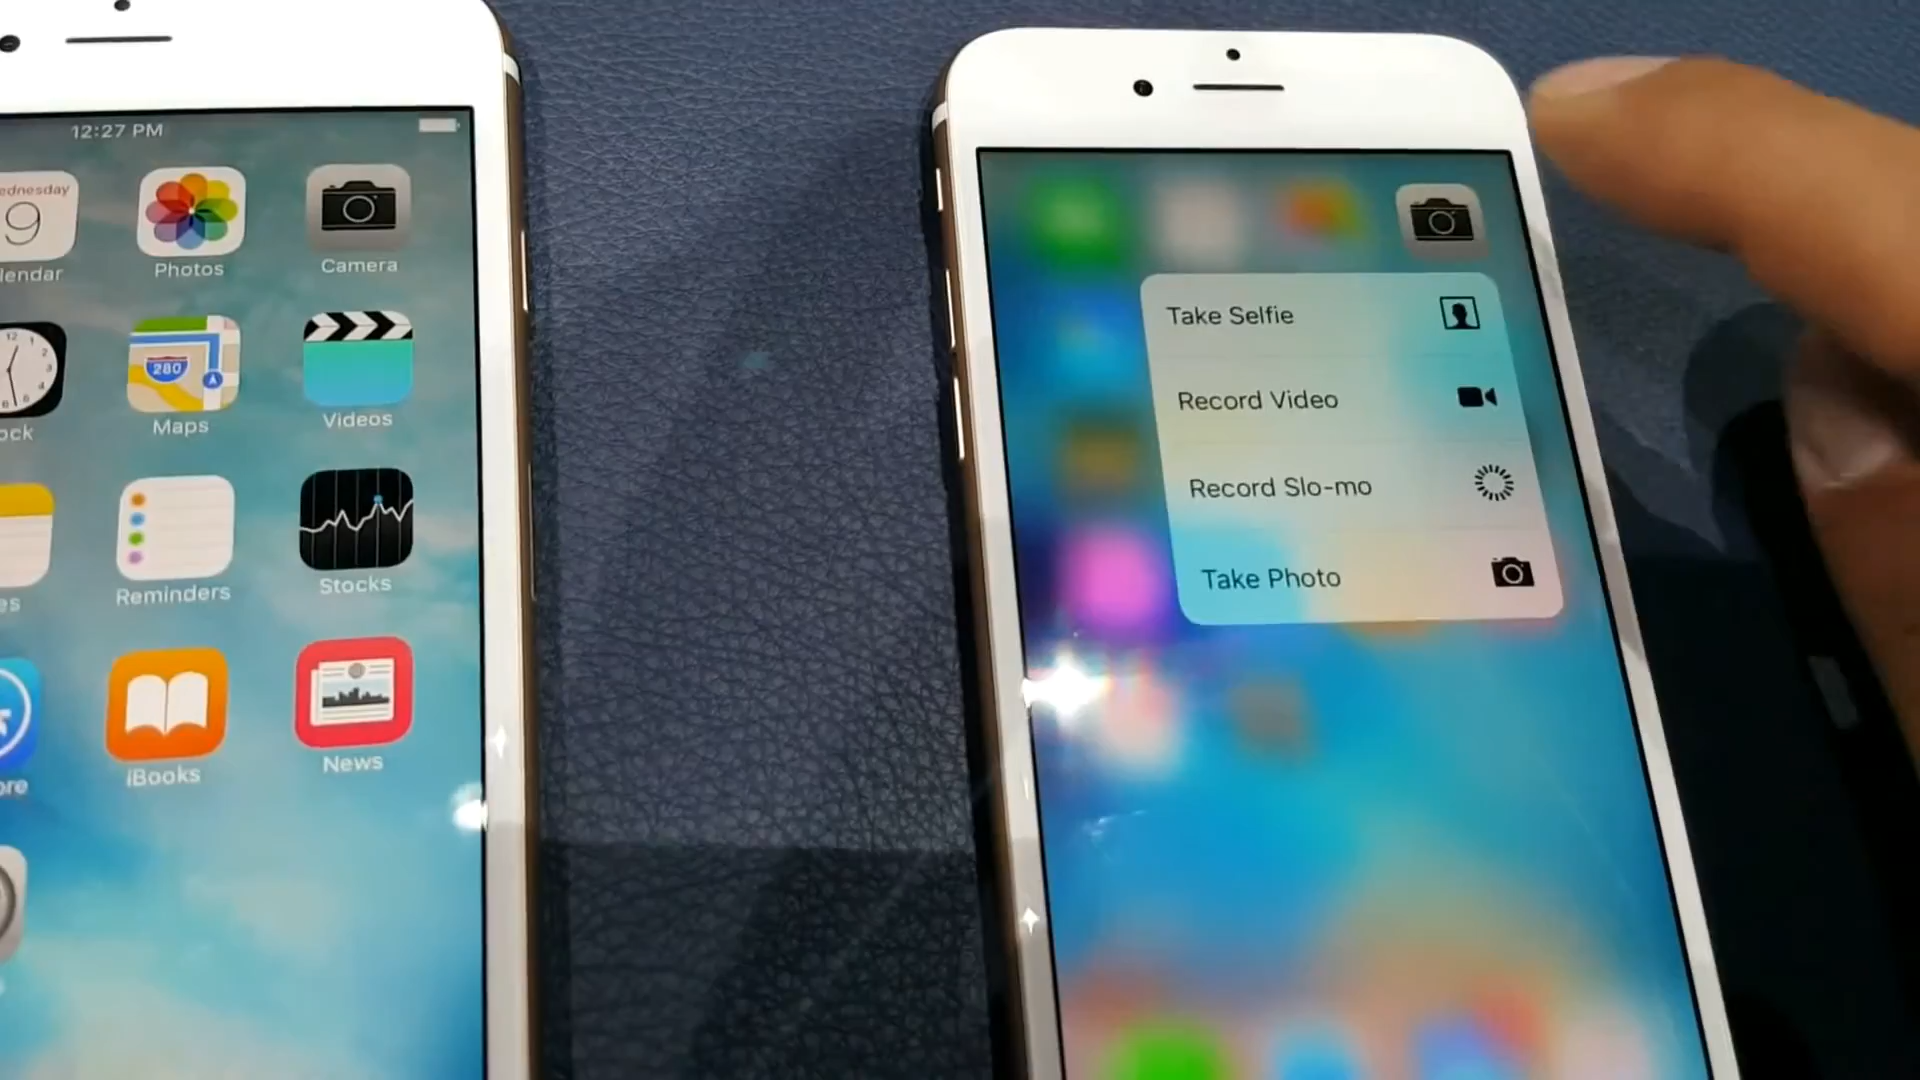 12:27 PM
ednesday
9
lendar
Photos
Camera
12
ock
280
Maps
Videos
es
Reminders
Stocks
ore
iBooks
News
Take Selfie
Record Video
Record Slo-mo
Take Photo